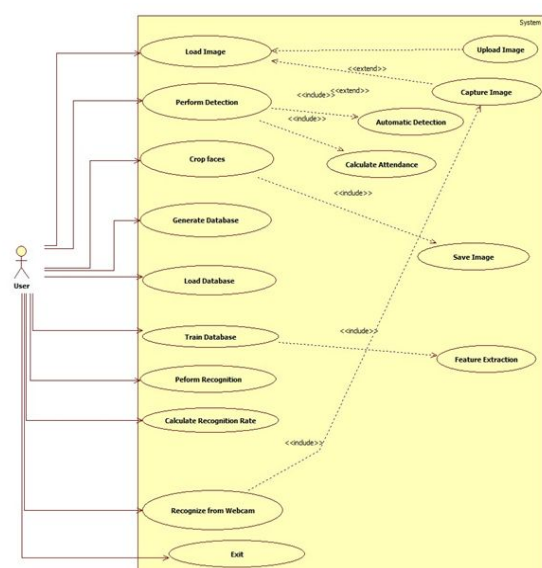 System
Load Image
Upload Image
<<extend>>
Capture Image
<<extend>>
<<include>>
Perform Detection
<<include>>
Automatic Detection
Crop faces
Calculate Attendance
<<include>>
Generate Database
Save Image
User
Load Database
<<include>>
Train Database
Feature Extraction
Peform Recognition
Calculate Recognition Rate
<<include>>
Recognize from Webcam
Exit